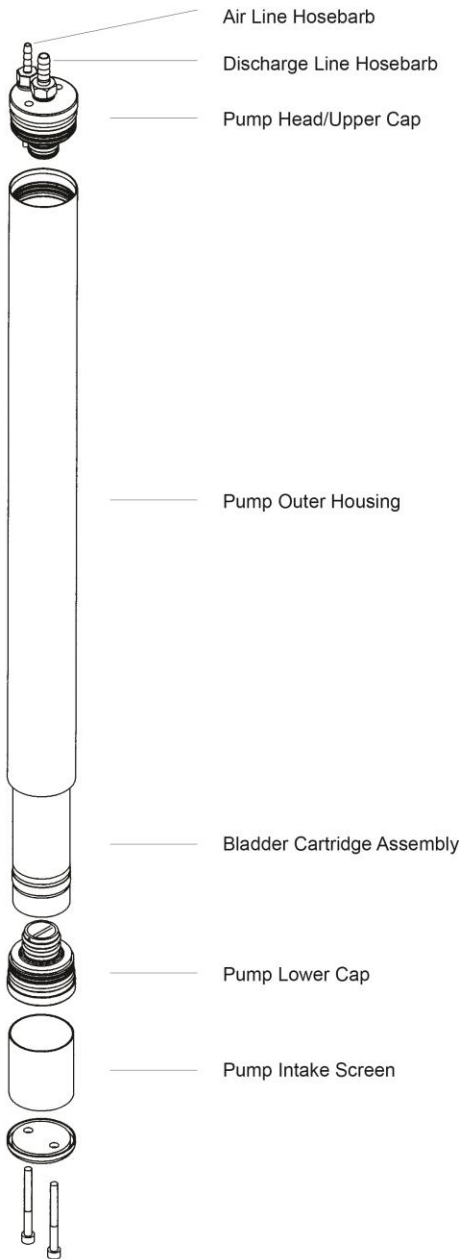 Air Line Hosebarb
Discharge Line Hosebarb
Pump Head/Upper Cap
Pump Outer Housing
Bladder Cartridge Assembly
Pump Lower Cap
Pump Intake Screen